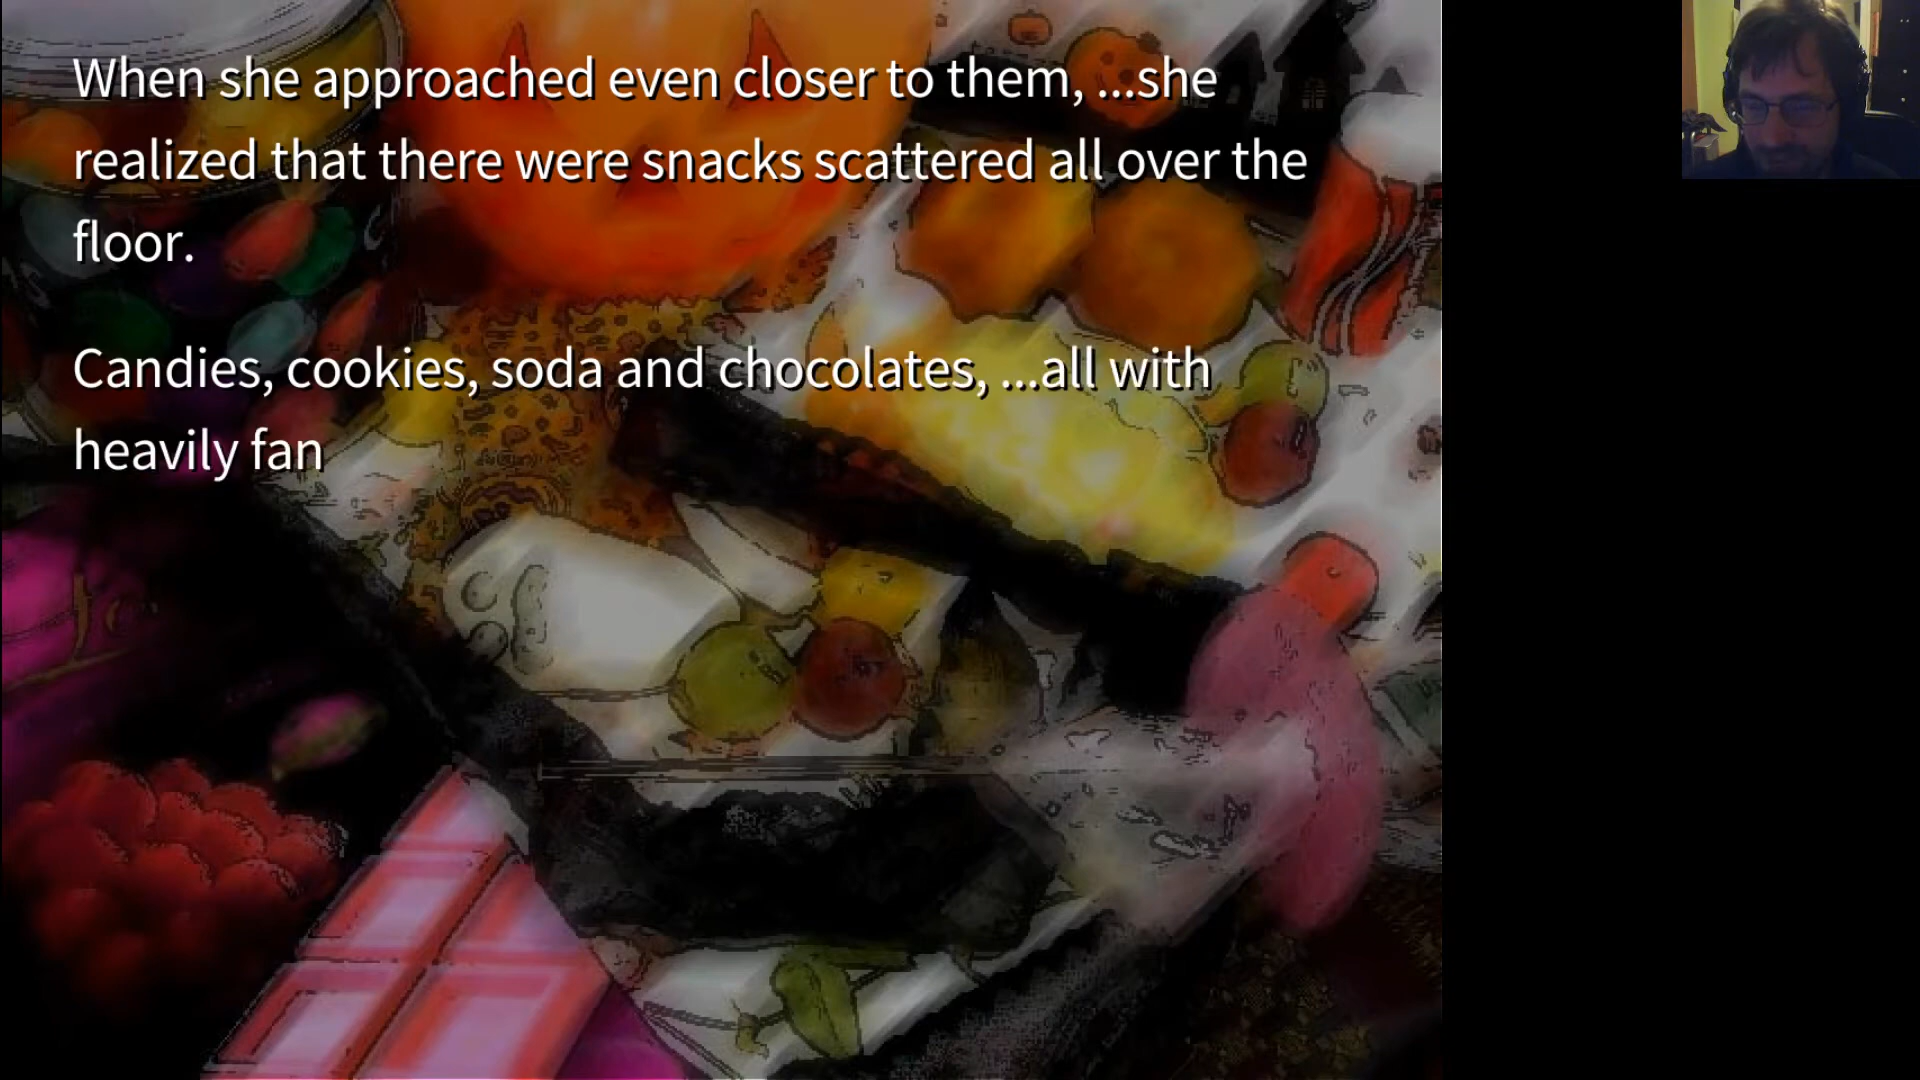 When she approached even closer to them, ...she
realized that there were snacks scattered all over the
floor.
Candies, cookies, soda and chocolates, ...all with
heavily fan